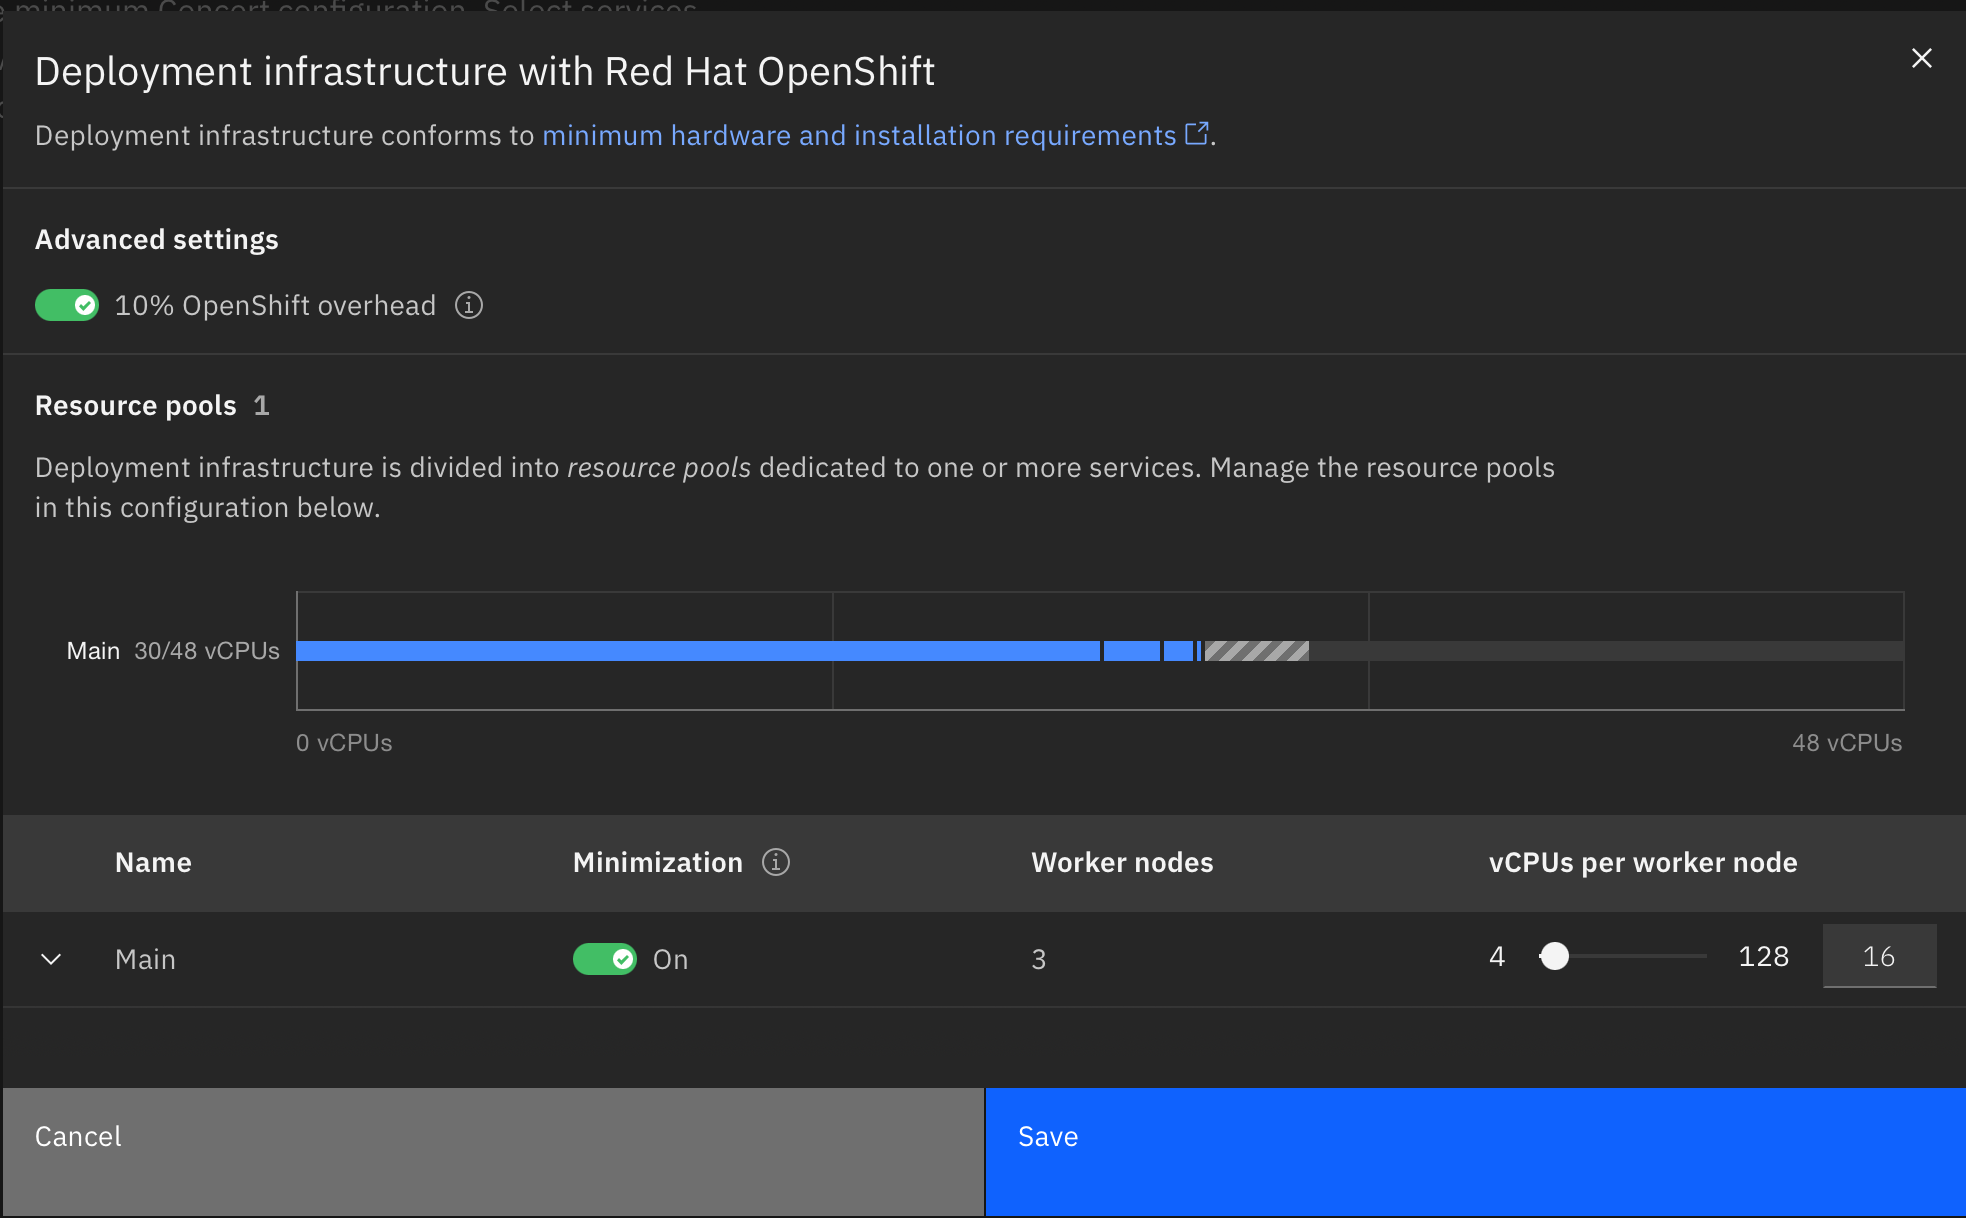 minimum Concert configuration. Select services
Deployment infrastructure with Red Hat OpenShift
Deployment infrastructure conforms to minimum hardware and installation requirements.
Advanced settings
10% OpenShift overhead
Resource pools 1
Deployment infrastructure is divided into resource pools dedicated to one or more services. Manage the resource pools
in this configuration below.
Main 30/48 vCPUs
0 vCPUs 48 vCPUs
Name Minimization Worker nodes vCPUs per worker node
Main On 3 4 128 16
Cancel Save